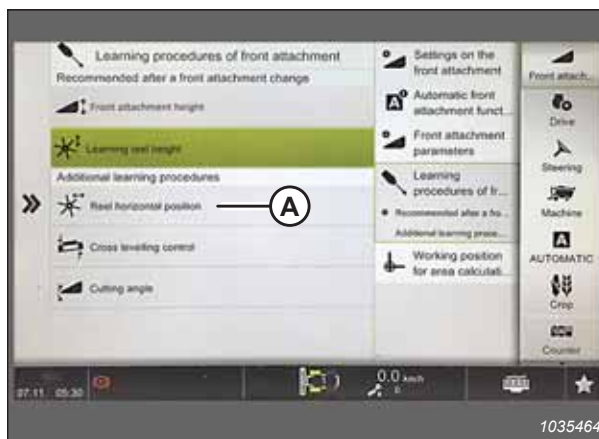 Learning procedures of front attachment
Recommended after a front attachment change
Front attachment height
Learning reel height
Additional learning procedures
Reel horizontal position
Cross levelling control
Cutting angle
A
Settings on the
front attachment
Automatic front
attachment funct...
Front attachment
parameters
Learning
procedures of fr...
Recommended after a fro...
Additional learning proce...
Working position
for area calculati...
Front attach...
Drive
Steering
Machine
A
AUTOMATIC
Crop
Counter
07.11 05:30
0.0 km/h
0
1035464